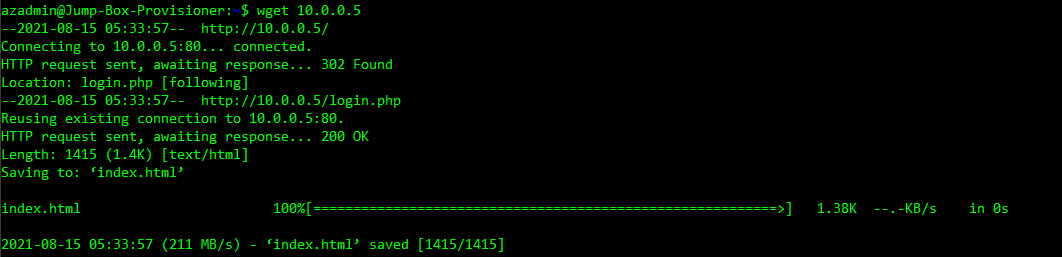 azadmin@Jump-Box-Provisioner:~$ wget 10.0.0.5
--2021-08-15 05:33:57--  http://10.0.0.5/
Connecting to 10.0.0.5:80... connected.
HTTP request sent, awaiting response... 302 Found
Location: login.php [following]
--2021-08-15 05:33:57--  http://10.0.0.5/login.php
Reusing existing connection to 10.0.0.5:80.
HTTP request sent, awaiting response... 200 OK
Length: 1415 (1.4K) [text/html]
Saving to: ‘index.html’
index.html                        100%[==========================================================>]   1.38K  --.-KB/s    in 0s
2021-08-15 05:33:57 (211 MB/s) - ‘index.html’ saved [1415/1415]